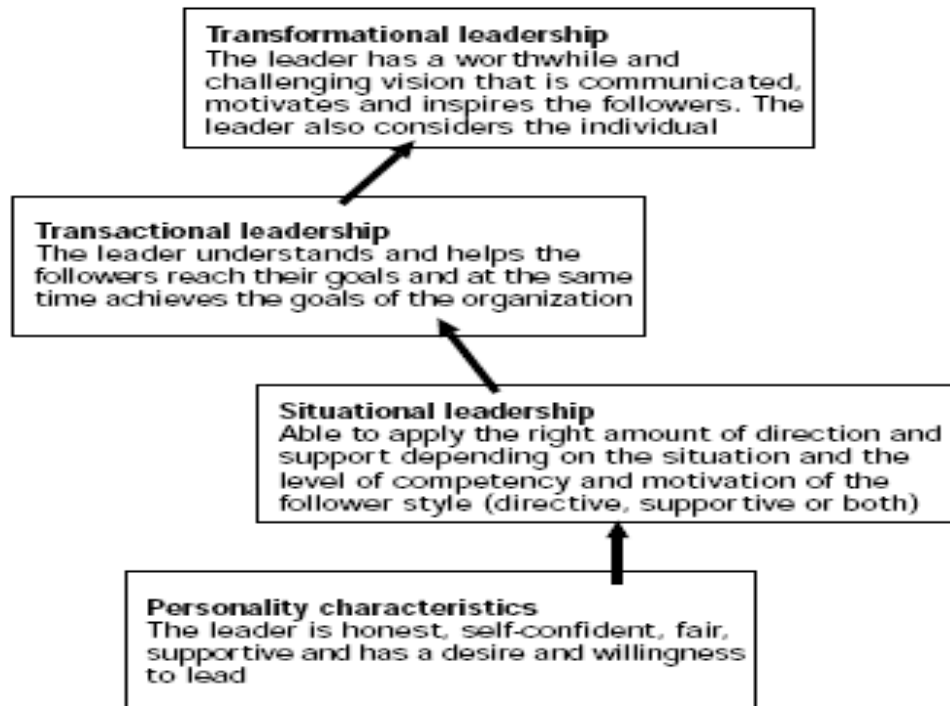 Transformational leadership
The leader has a worthwhile and
challenging vision that is communicated,
motivates and inspires the followers. The
leader also considers the individual
Transactional leadership
The leader understands and helps the
followers reach their goals and at the same
time achieves the goals of the organization
Situational leadership
Able to apply the right amount of direction and
support depending on the situation and the
level of competency and motivation of the
follower style (directive, supportive or both)
Personality characteristics
The leader is honest, self-confident, fair,
supportive and has a desire and willingness
to lead